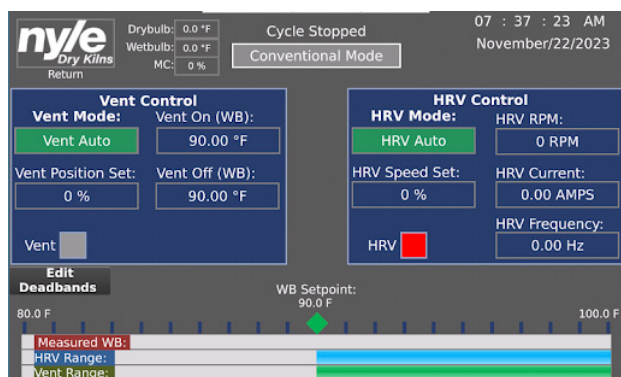 nyle
Dry Kilns
Return
Drybulb: 0.0 °F
Wetbulb: 0.0 °F
MC: 0 %
Cycle Stopped
Conventional Mode
07 : 37 : 23 AM
November/22/2023
Vent Control
Vent Mode:
Vent On (WB):
Vent Auto
90.00 °F
Vent Position Set:
Vent Off (WB):
0 %
90.00 °F
Vent
HRV Control
HRV Mode:
HRV RPM:
HRV Auto
0 RPM
HRV Speed Set:
HRV Current:
0 %
0.00 AMPS
HRV Frequency:
HRV
0.00 Hz
Edit
Deadbands
WB Setpoint:
90.0 F
80.0 F
100.0 F
Measured WB:
HRV Range:
Vent Range: